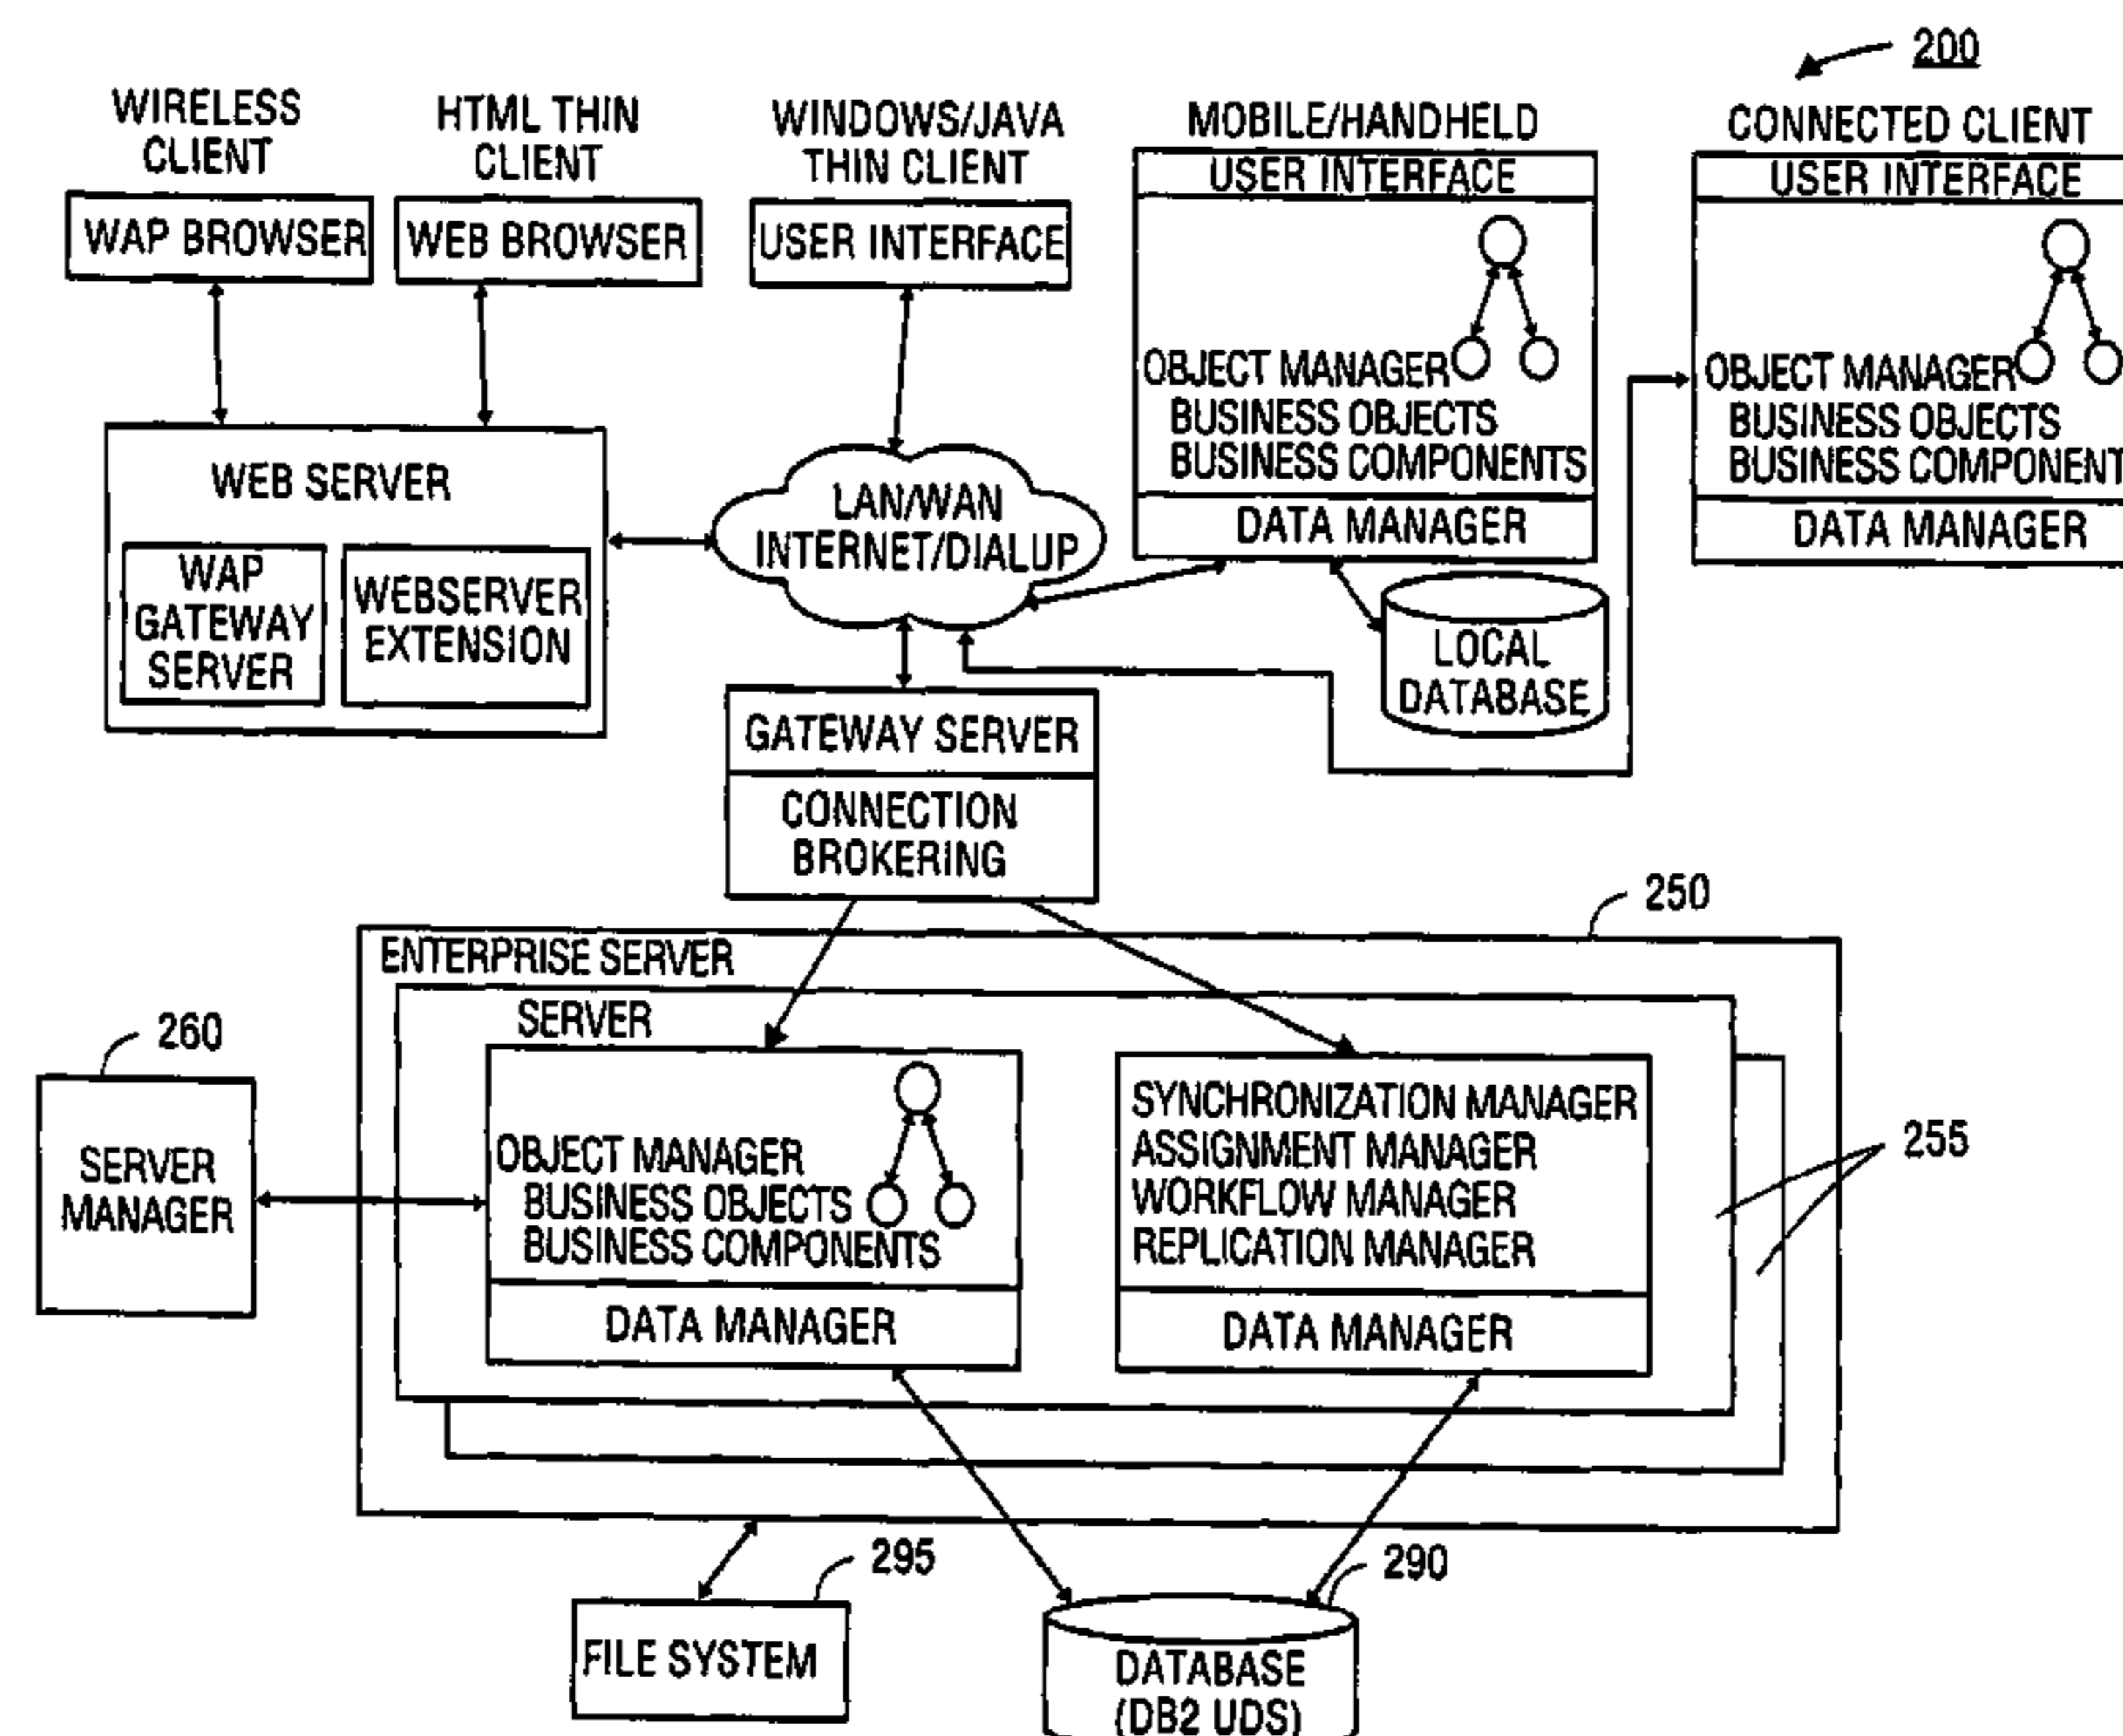 200
WIRELESS
CLIENT
WAP BROWSER
HTML THIN
CLIENT
WEB BROWSER
WINDOWS/JAVA
THIN CLIENT
USER INTERFACE
MOBILE/HANDHELD
USER INTERFACE
OBJECT MANAGER
BUSINESS OBJECTS
BUSINESS COMPONENTS
DATA MANAGER
CONNECTED CLIENT
USER INTERFACE
OBJECT MANAGER
BUSINESS OBJECTS
BUSINESS COMPONENT
DATA MANAGER
WEB SERVER
WAP
GATEWAY
SERVER
WEBSERVER
EXTENSION
LAN/WAN
INTERNET/DIALUP
LOCAL
DATABASE
GATEWAY SERVER
CONNECTION
BROKERING
250
ENTERPRISE SERVER
SERVER
260
SERVER
MANAGER
OBJECT MANAGER
BUSINESS OBJECTS
BUSINESS COMPONENTS
DATA MANAGER
SYNCHRONIZATION MANAGER
ASSIGNMENT MANAGER
WORKFLOW MANAGER
REPLICATION MANAGER
DATA MANAGER
255
295
FILE SYSTEM
290
DATABASE
(DB2 UDS)